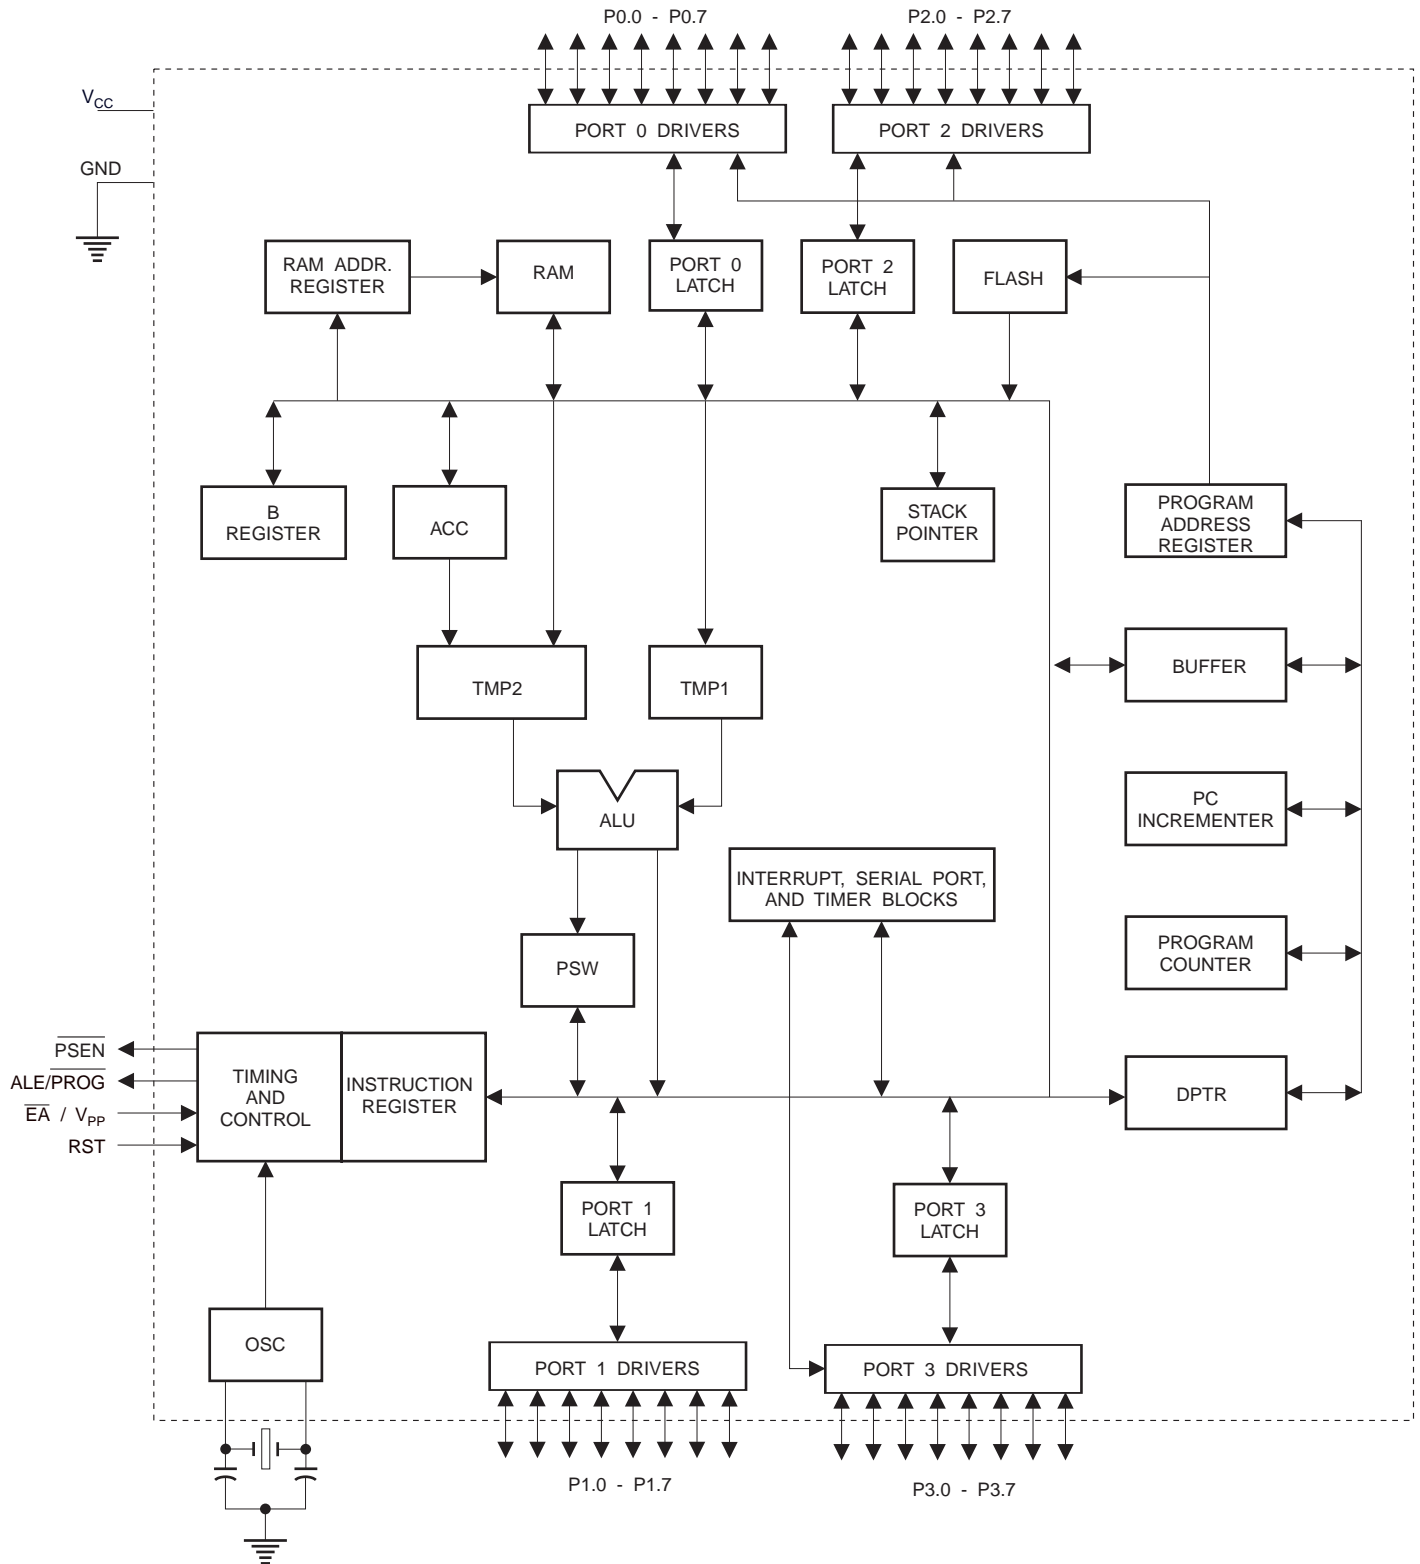 P0.0 - P0.7
P2.0 - P2.7
VCC
GND
PORT 0 DRIVERS
PORT 2 DRIVERS
RAM ADDR.
REGISTER
RAM
PORT 0
LATCH
PORT 2
LATCH
FLASH
B
REGISTER
ACC
STACK
POINTER
PROGRAM
ADDRESS
REGISTER
TMP2
TMP1
BUFFER
ALU
PC
INCREMENTER
INTERRUPT, SERIAL PORT,
AND TIMER BLOCKS
PSW
PROGRAM
COUNTER
PSEN
ALE/PROG
EA / VPP
RST
TIMING
AND
CONTROL
INSTRUCTION
REGISTER
DPTR
PORT 1
LATCH
PORT 3
LATCH
OSC
PORT 1 DRIVERS
PORT 3 DRIVERS
P1.0 - P1.7
P3.0 - P3.7